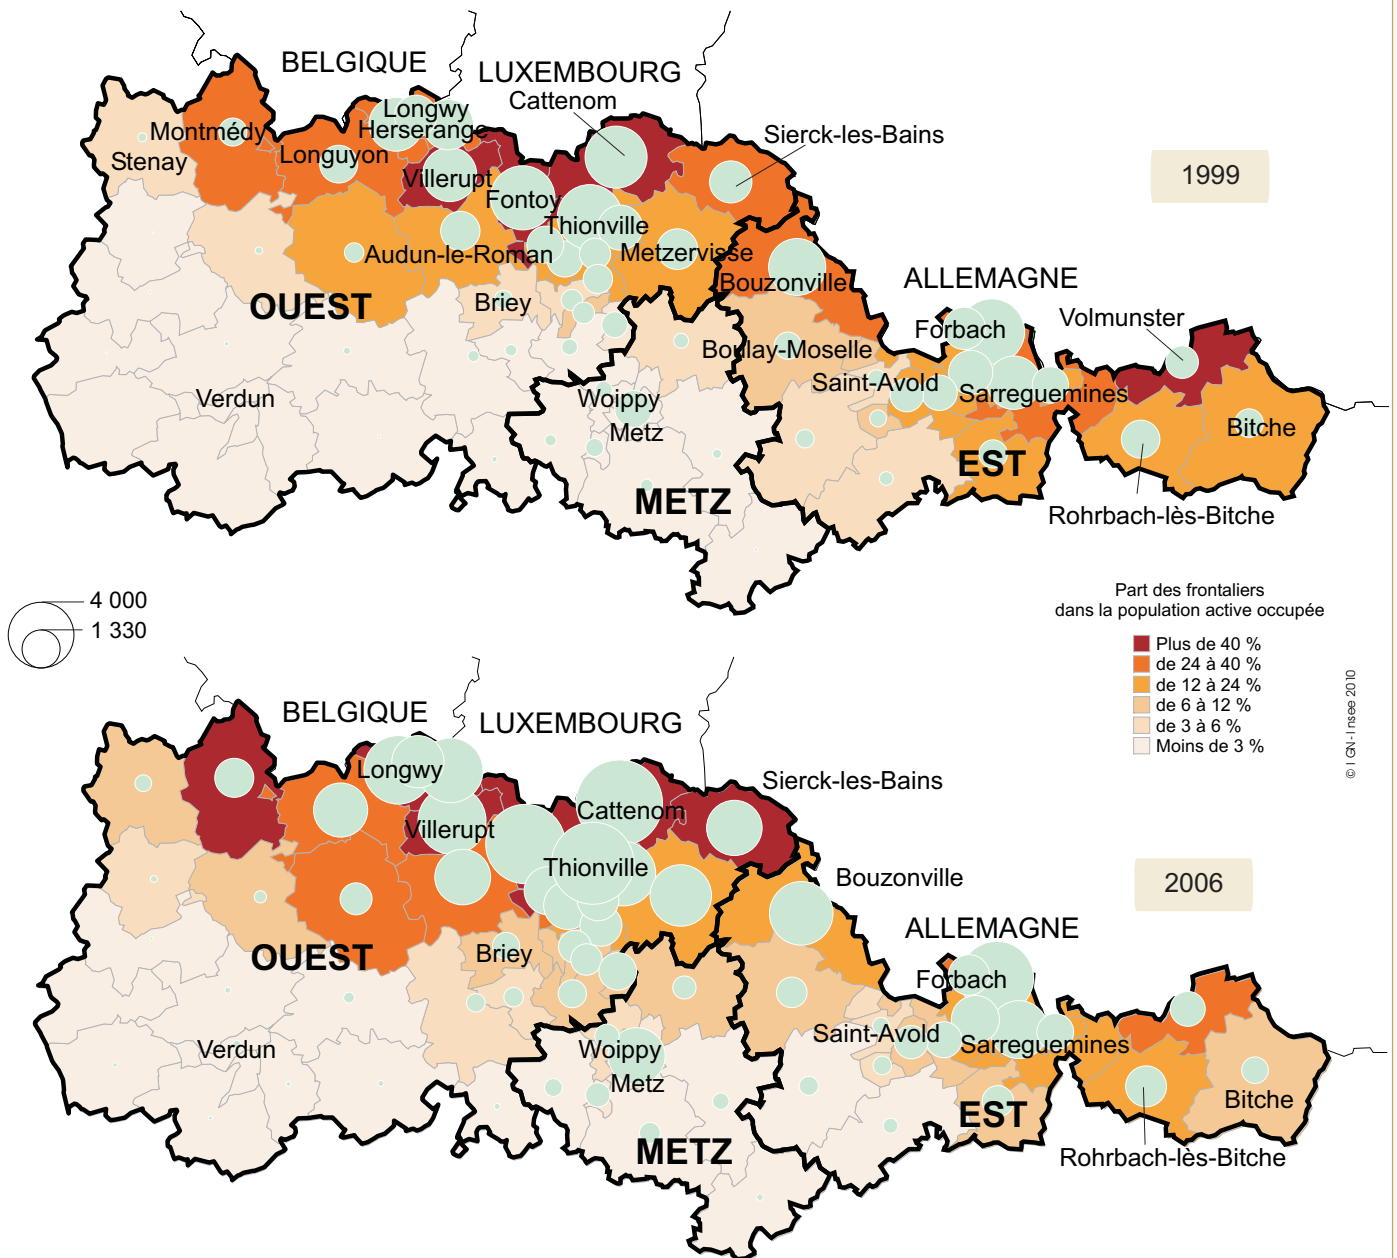 BELGIQUE
LUXEMBOURG
Cattenom
Longwy
Herserange
Montmédy
Stenay
Longuyon
Sierck-les-Bains
1999
Villerupt
Fontoy
Thionville
Audun-le-Roman
Metzervisse
Bouzonville
ALLEMAGNE
OUEST
Briey
Forbach
Volmunster
Boulay-Moselle
Saint-Avold
Sarreguemines
Verdun
Woippy
Metz
Bitche
EST
METZ
Rohrbach-lès-Bitche
4 000
1 330
Part des frontaliers
dans la population active occupée
Plus de 40 %
de 24 à 40 %
de 12 à 24 %
de 6 à 12 %
de 3 à 6 %
Moins de 3 %
© IGN-Insee 2010
BELGIQUE
LUXEMBOURG
Longwy
Sierck-les-Bains
Cattenom
Villerupt
Thionville
Bouzonville
2006
ALLEMAGNE
OUEST
Briey
Forbach
Saint-Avold
Sarreguemines
Verdun
Woippy
Metz
Bitche
EST
METZ
Rohrbach-lès-Bitche